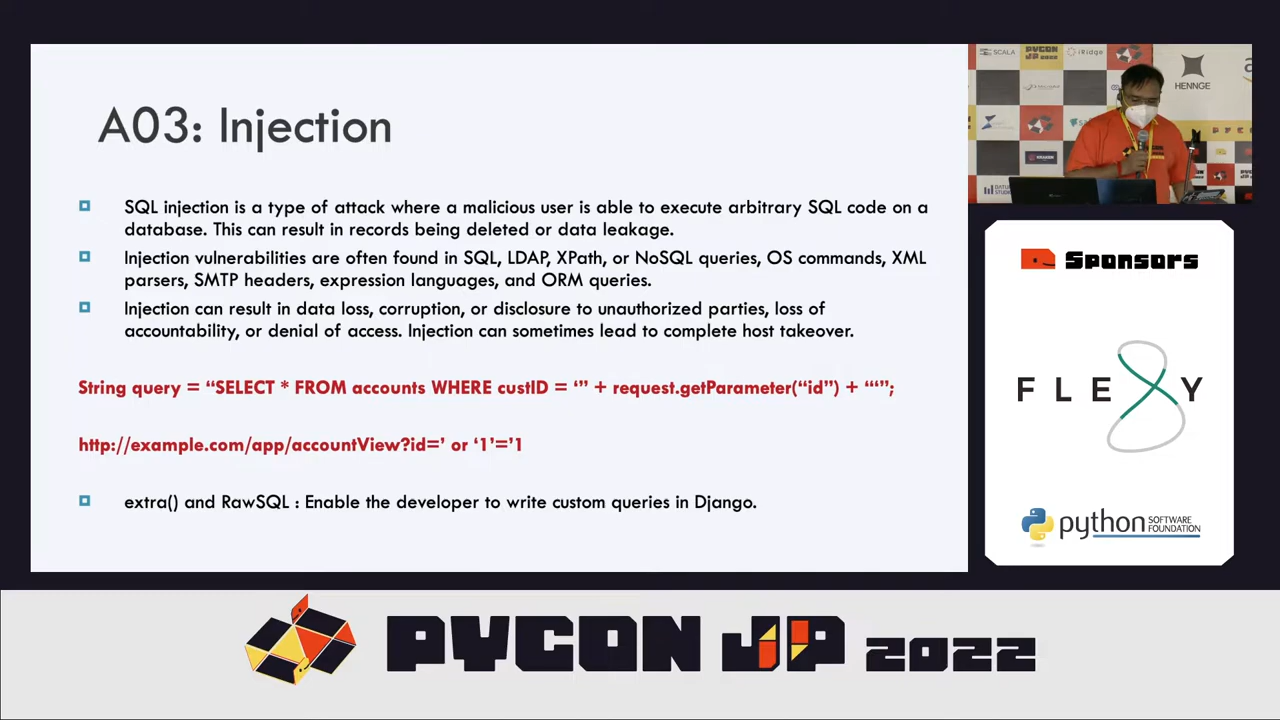 A03: Injection
SQL injection is a type of attack where a malicious user is able to execute arbitrary SQL code on a
database. This can result in records being deleted or data leakage.
Injection vulnerabilities are often found in SQL, LDAP, XPath, or NoSQL queries, OS commands, XML
parsers, SMTP headers, expression languages, and ORM queries.
Injection can result in data loss, corruption, or disclosure to unauthorized parties, loss of
accountability, or denial of access. Injection can sometimes lead to complete host takeover.
String query = “SELECT * FROM accounts WHERE custID = ‘” + request.getParameter(“id”) + “‘“;
http://example.com/app/accountView?id=’ or ‘1’=’1
extra() and RawSQL : Enable the developer to write custom queries in Django.
SCALA
PYCON
JP 2022
iRidge
HENNGE
Sponsors
FLEXY
python SOFTWARE
FOUNDATION
PYCON JP 2022